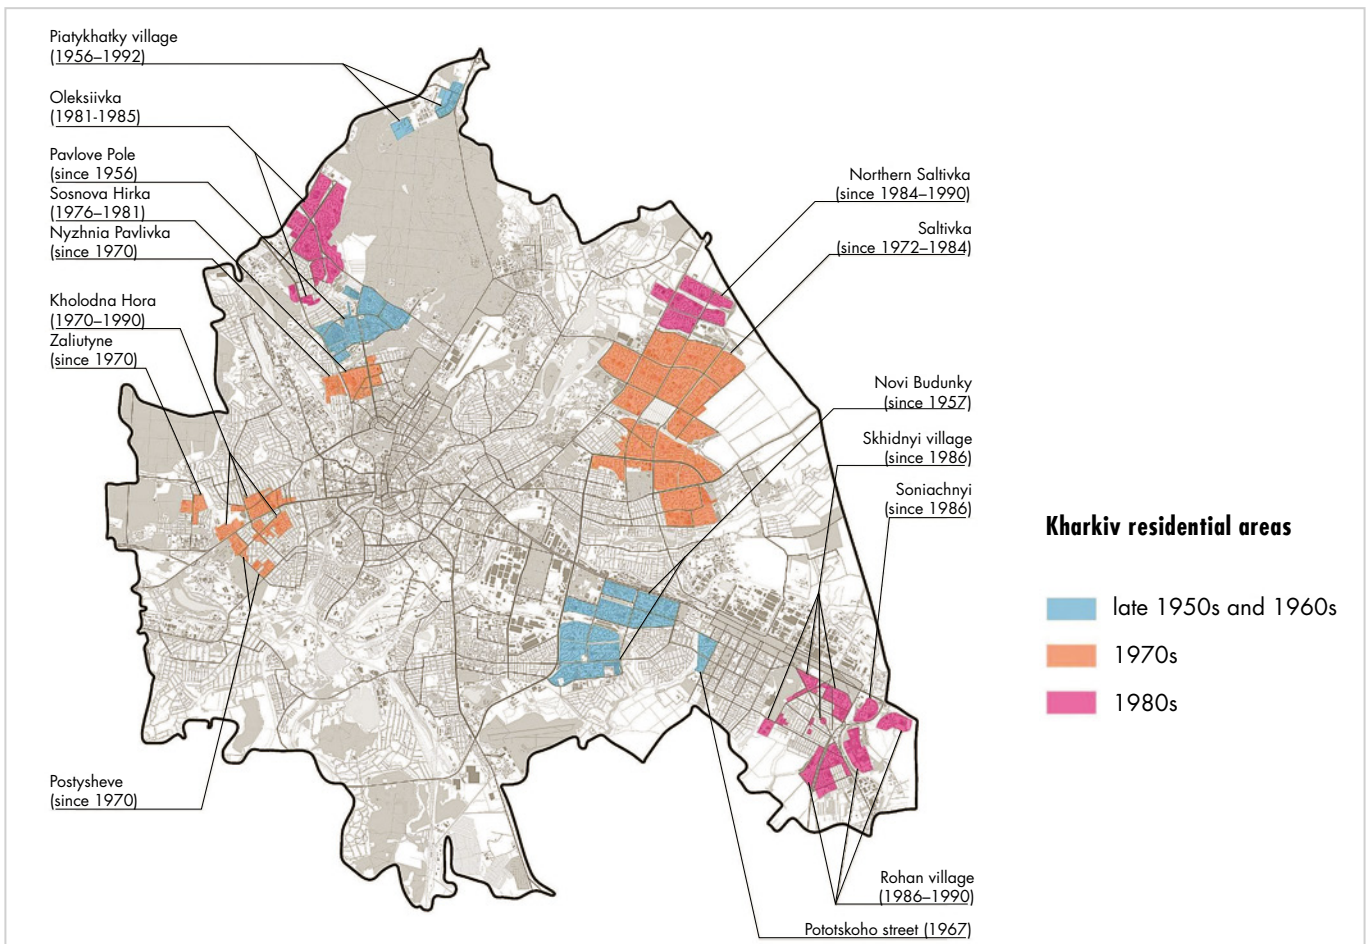 Piatykhatky village
(1956–1992)
Oleksiivka
(1981-1985)
Pavlove Pole
(since 1956)
Sosnova Hirka
(1976–1981)
Nyzhnia Pavlivka
(since 1970)
Kholodna Hora
(1970–1990)
Zaliutyne
(since 1970)
Postysheve
(since 1970)
Northern Saltivka
(since 1984–1990)
Saltivka
(since 1972–1984)
Novi Budunky
(since 1957)
Skhidnyi village
(since 1986)
Soniachnyi
(since 1986)
Rohan village
(1986–1990)
Pototskoho street (1967)
Kharkiv residential areas
late 1950s and 1960s
1970s
1980s